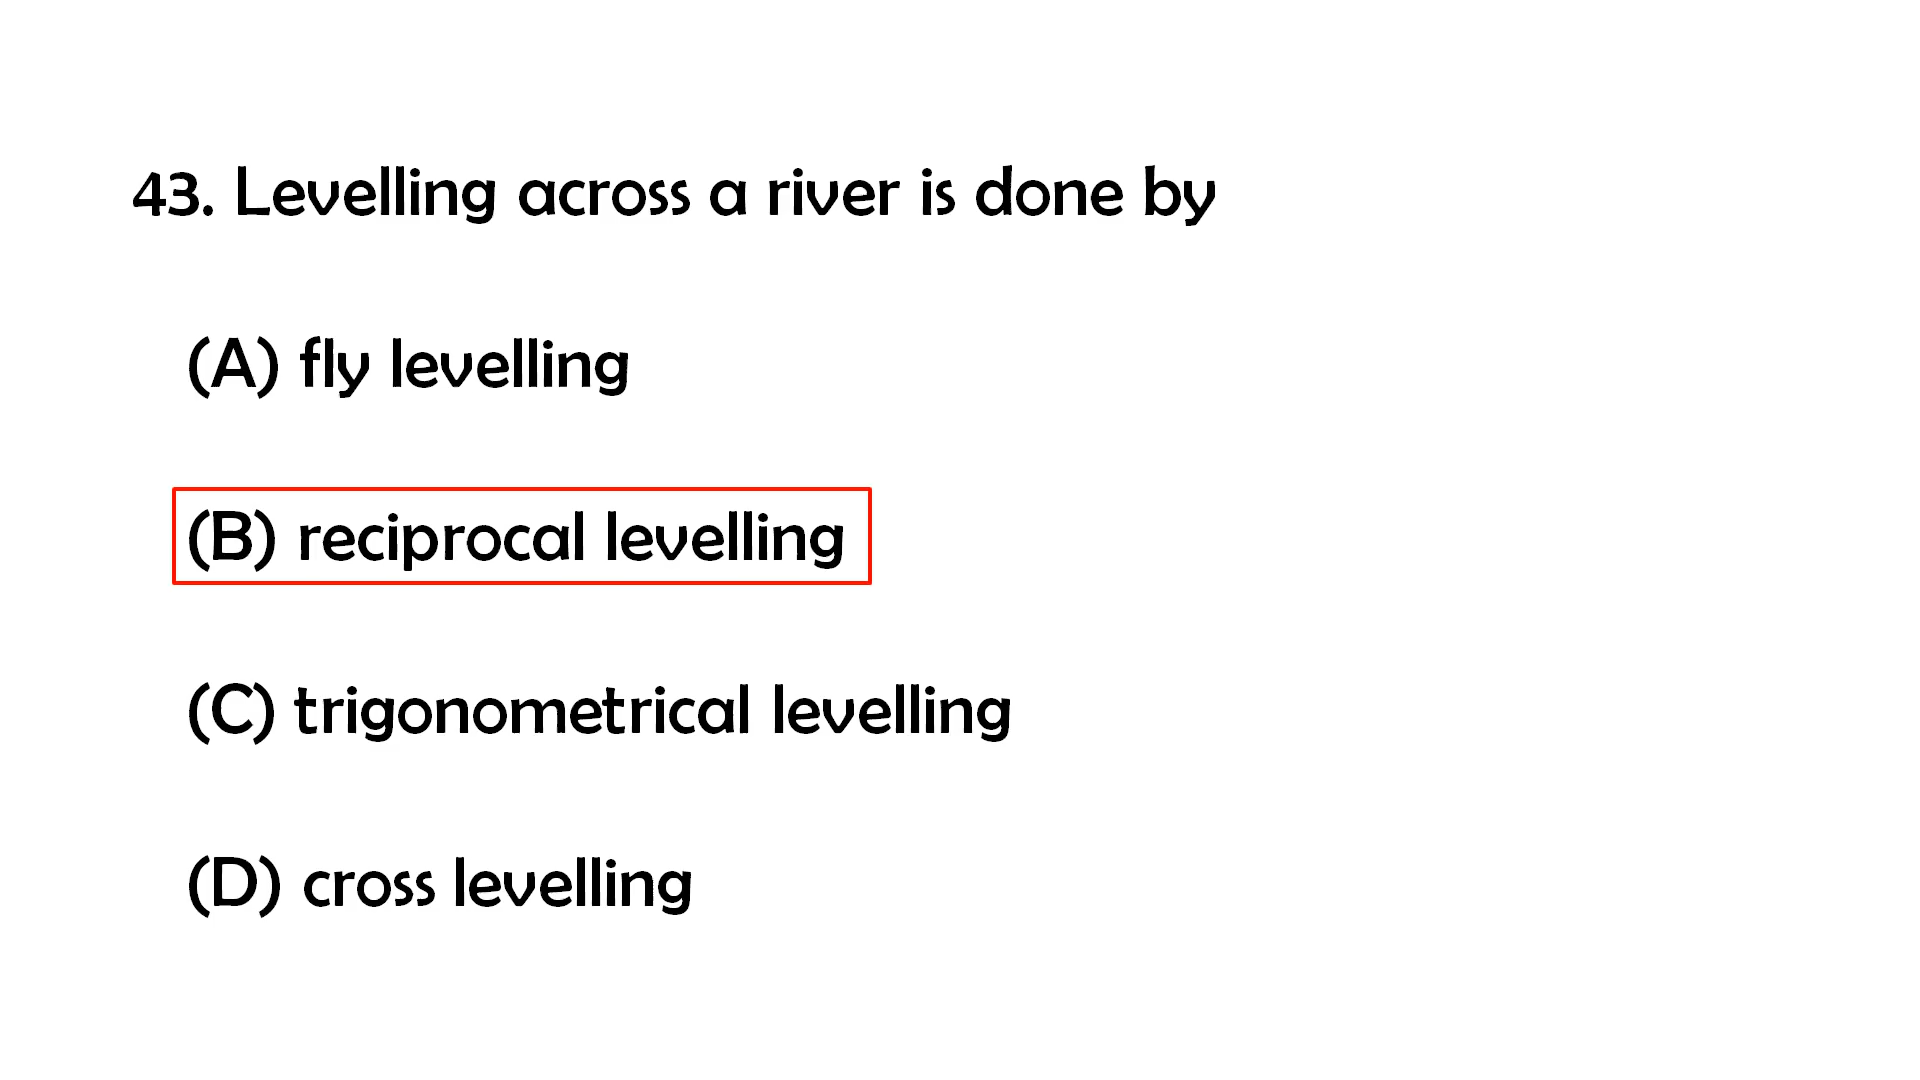 43. Levelling across a river is done by
(A) fly levelling
(B) reciprocal levelling
(C) trigonometrical levelling
(D) cross levelling